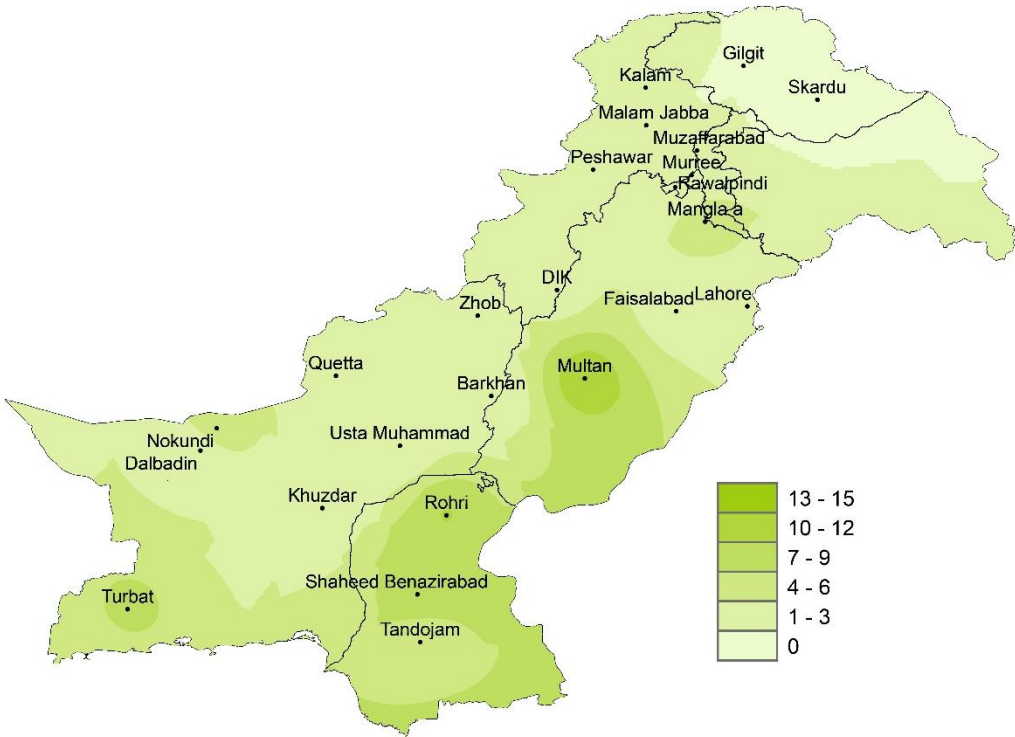 Gilgit
Kalam
Skardu
Malam Jabba
Muzaffarabad
Peshawar
Murree
Rawalpindi
Mangla a
DIK
Zhob
Faisalabad
Lahore
Quetta
Multan
Barkhan
Nokundi
Usta Muhammad
Dalbadin
Khuzdar
Rohri
Shaheed Benazirabad
Turbat
Tandojam
13 - 15
10 - 12
7 - 9
4 - 6
1 - 3
0